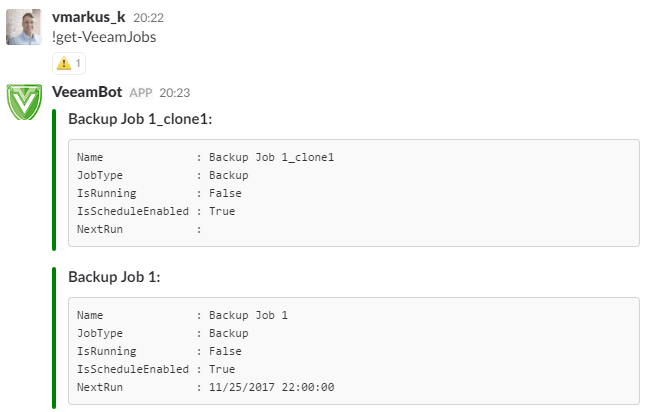 vmarkus_k 20:22
!get-VeeamJobs
1
VeeamBot APP 20:23
Backup Job 1_clone1:
Name : Backup Job 1_clone1
JobType : Backup
IsRunning : False
IsScheduleEnabled : True
NextRun :
Backup Job 1:
Name : Backup Job 1
JobType : Backup
IsRunning : False
IsScheduleEnabled : True
NextRun : 11/25/2017 22:00:00